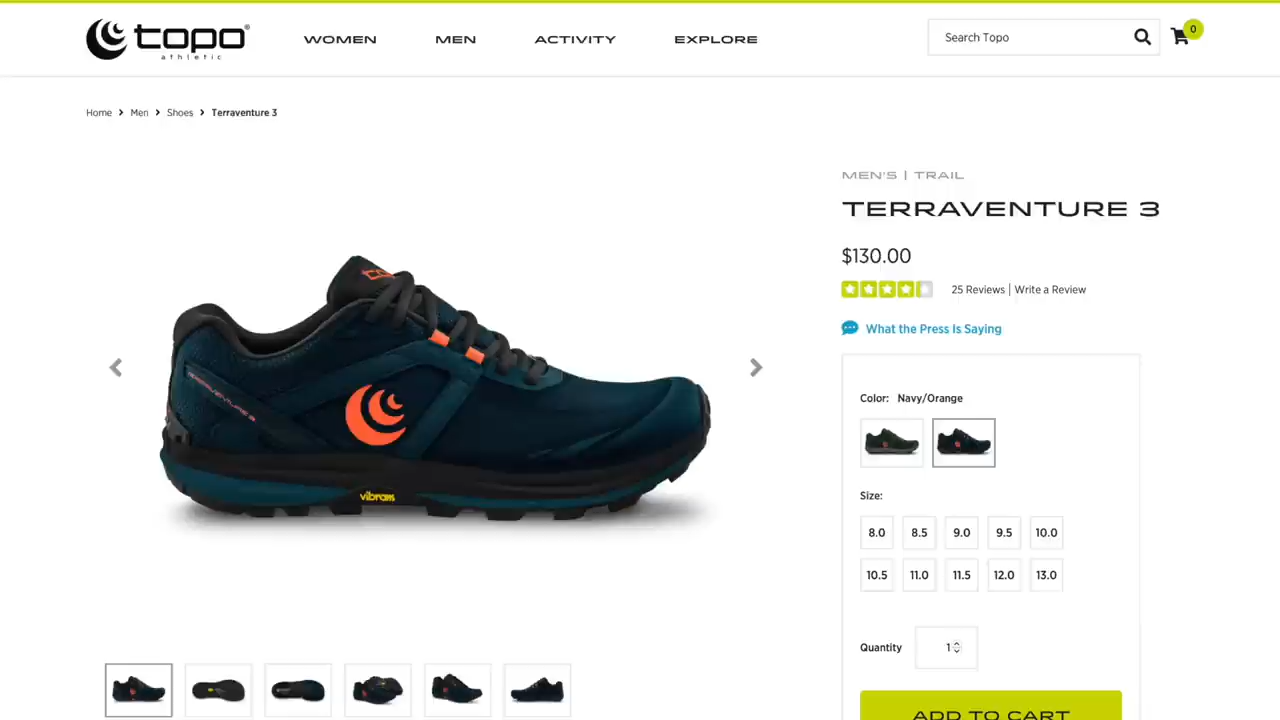 topo®
athletic
WOMEN
MEN
ACTIVITY
EXPLORE
Search Topo
0
Home > Men > Shoes > Terraventure 3
MEN'S | TRAIL
TERRAVENTURE 3
$130.00
25 Reviews | Write a Review
What the Press Is Saying
TERRAVENTURE 3
vibram
Color: Navy/Orange
Size:
8.0 8.5 9.0 9.5 10.0
10.5 11.0 11.5 12.0 13.0
Quantity 1
ADD TO CART